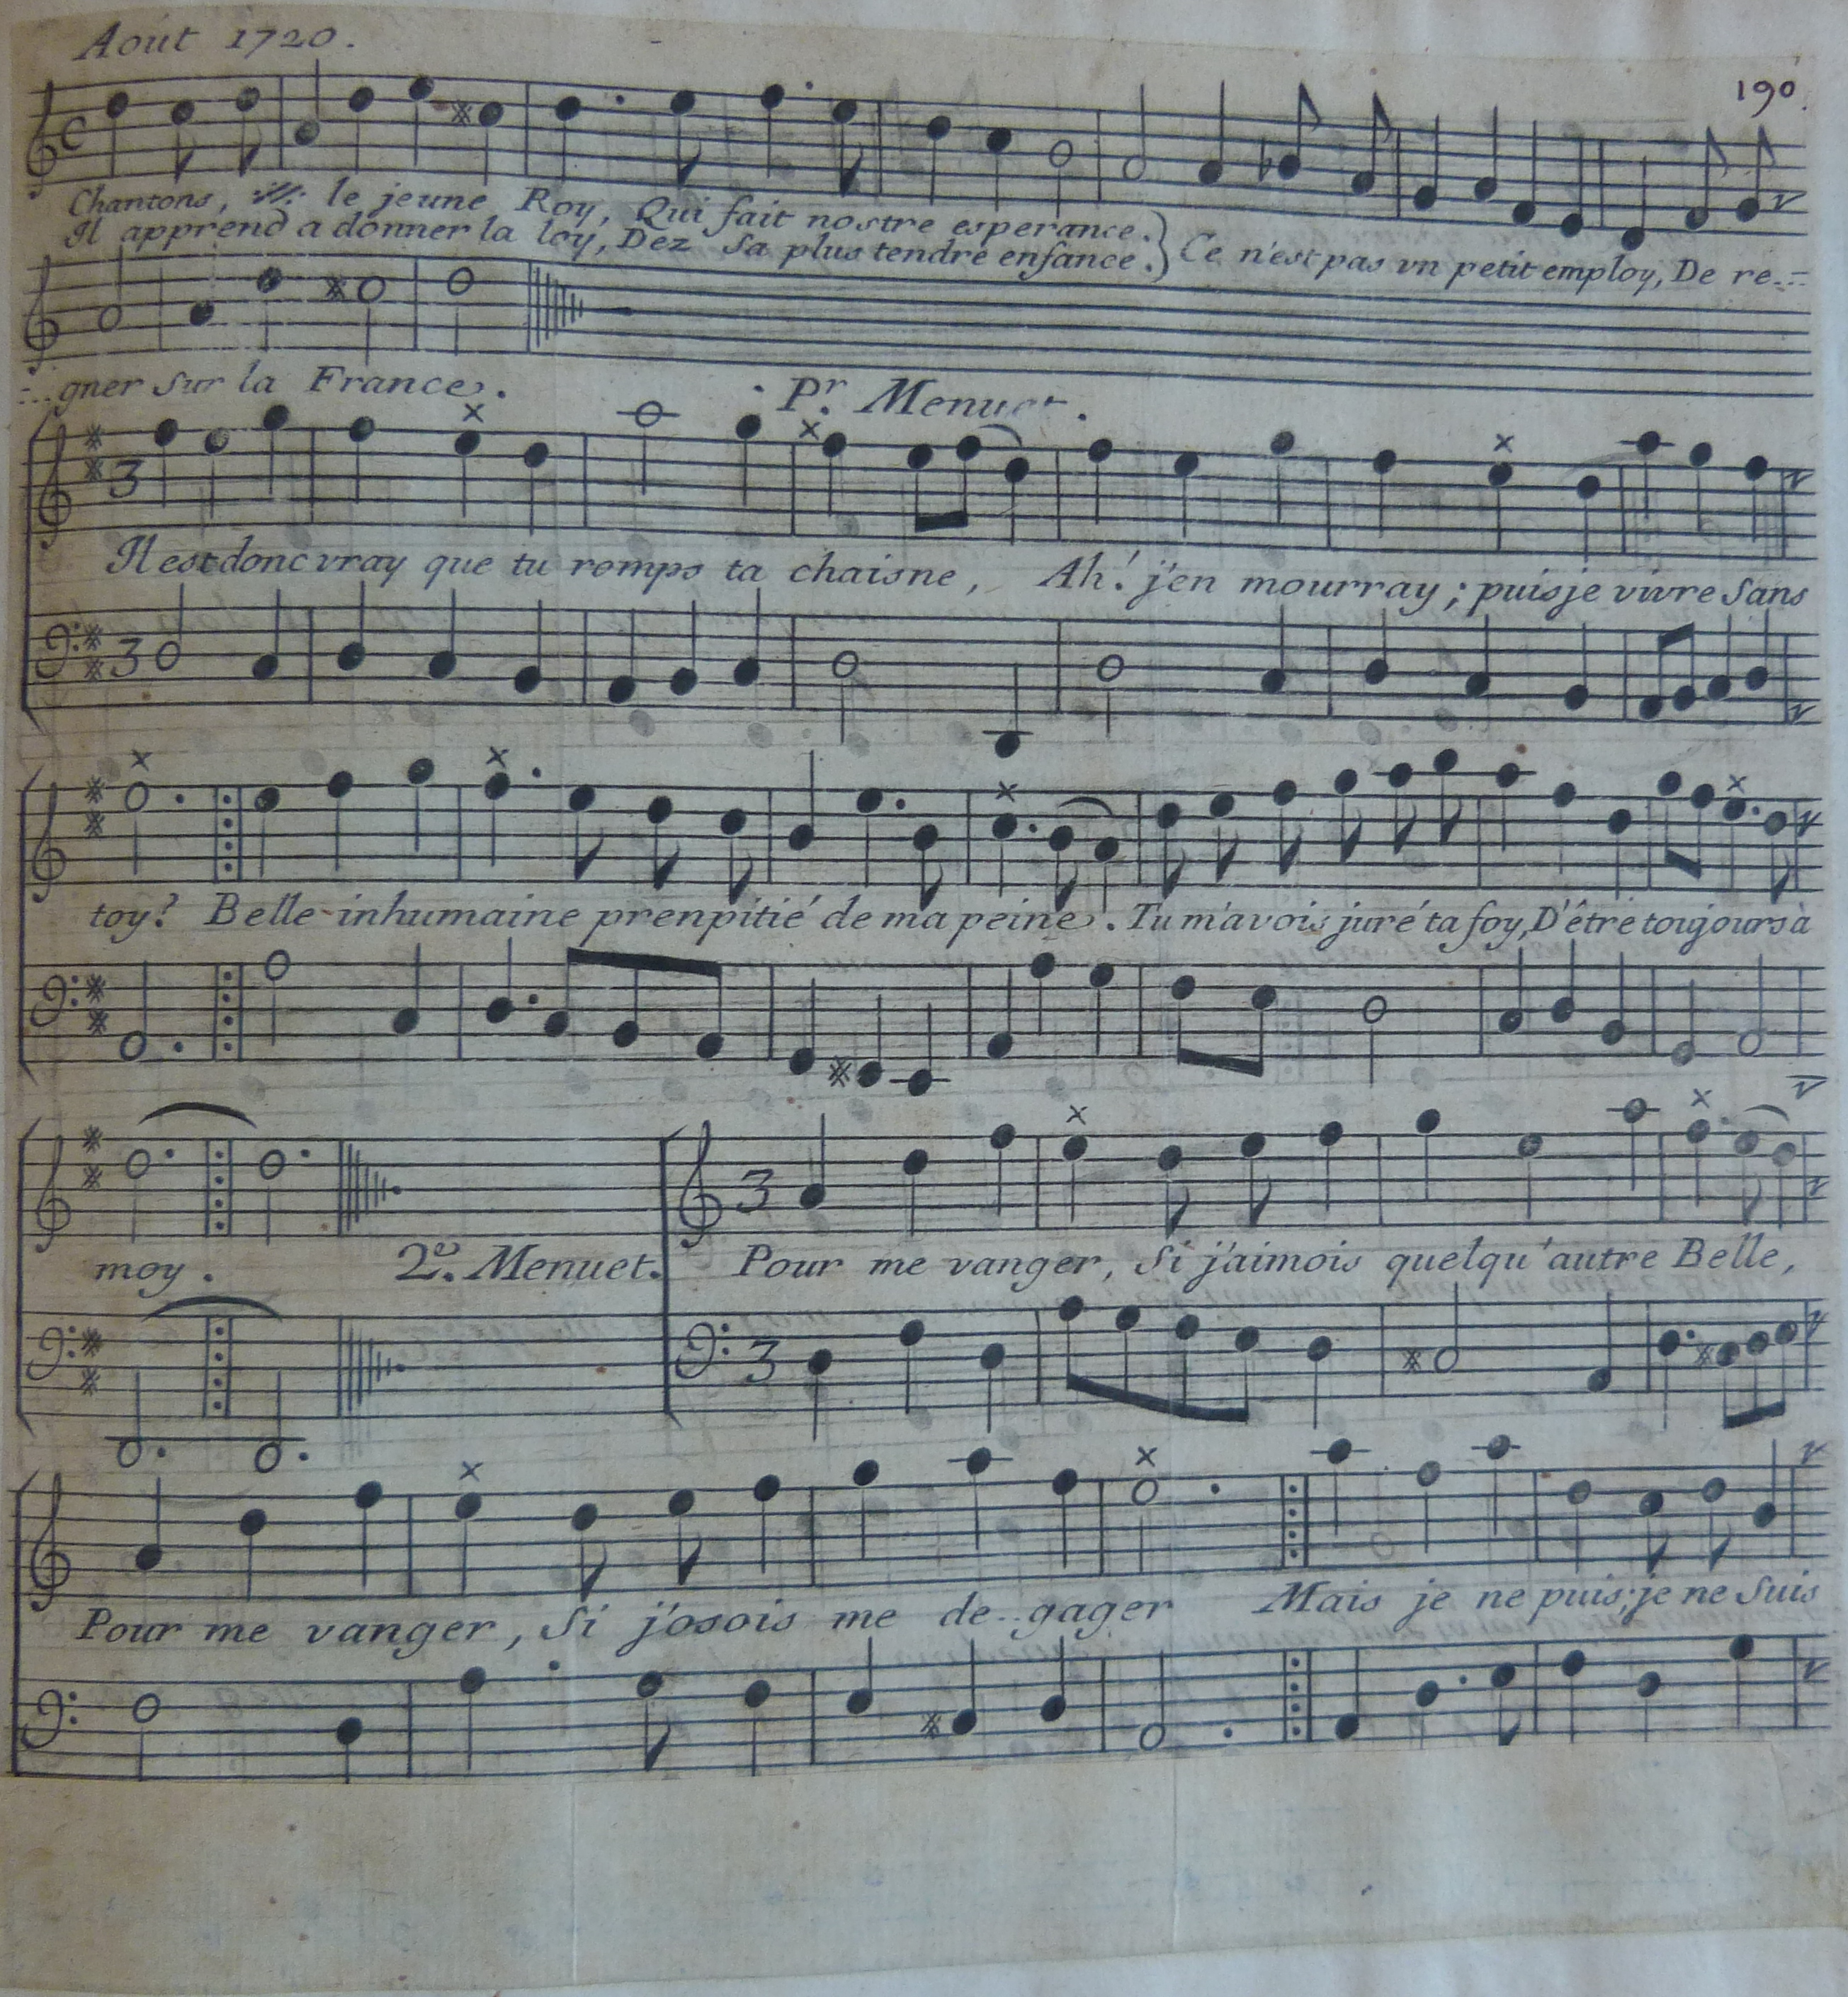 Aout 1720.
190.
Chantons, le jeune Roy, Qui fait nostre esperance.
Il apprend a donner la loy, Dez Sa plus tendre enfance.
Ce n'est pas vn petit employ, De re...
...gner Sur la France.
Pr. Menuet.
Il est donc vray que tu romps ta chaisne, Ah! j'en mourray; puis je vivre Sans
toy? Belle inhumaine pren pitié de ma peine. Tu m'avois juré ta foy, D'être toujours à
moy. 2e. Menuet. Pour me vanger, Si j'aimois quelqu'autre Belle,
Pour me vanger, Si j'osois me de..gager Mais je ne puis; je ne Suis